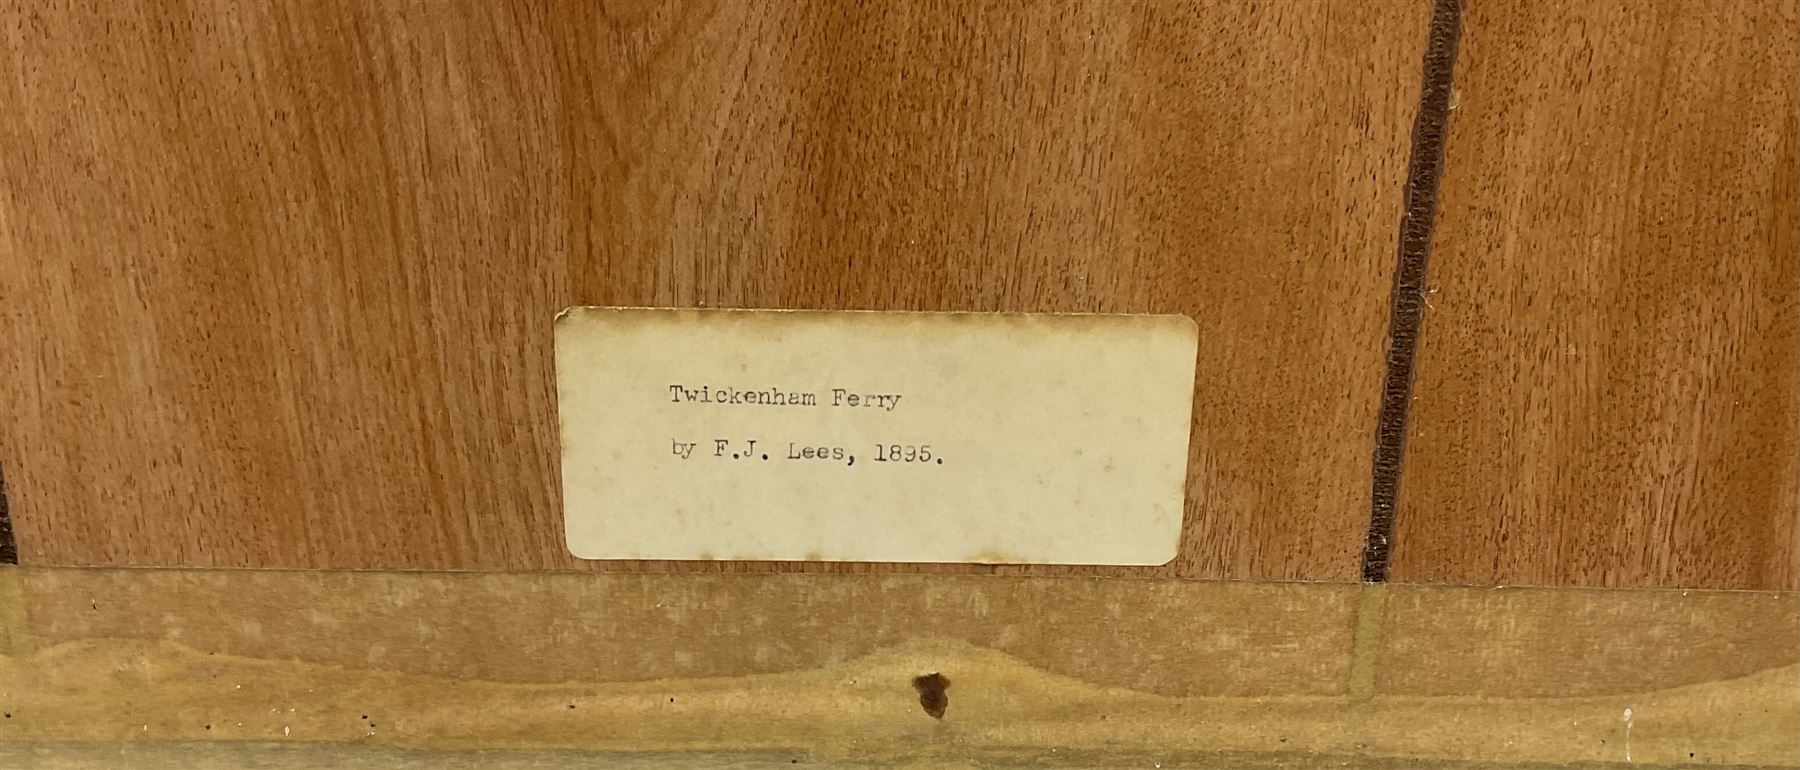 Twickenham Ferry
by F.J. Lees, 1895.